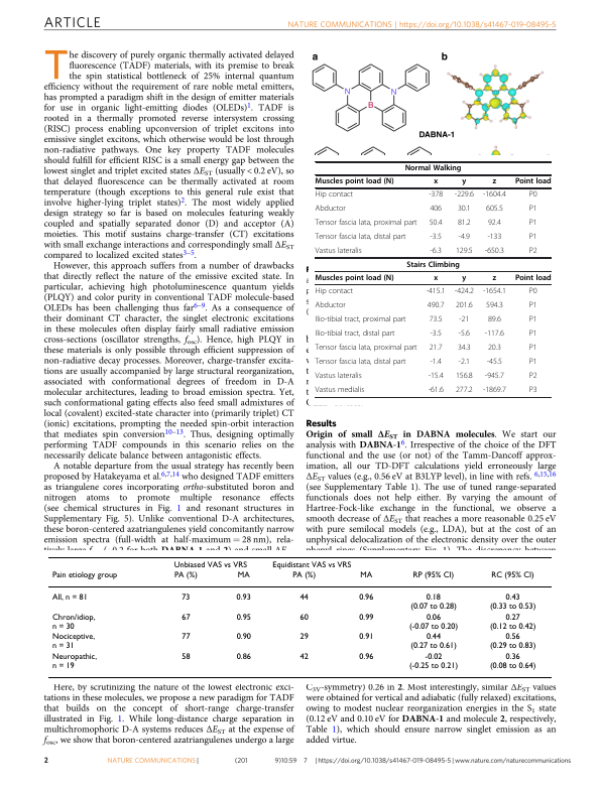 ARTICLE
NATURE COMMUNICATIONS | https://doi.org/10.1038/s41467-019-08495-5
The discovery of purely organic thermally activated delayed
fluorescence (TADF) materials, with its premise to break
the spin statistical bottleneck of 25% internal quantum
efficiency without the requirement of rare noble metal emitters,
has prompted a paradigm shift in the design of emitter materials
for use in organic light-emitting diodes (OLEDs)1. TADF is
rooted in a thermally promoted reverse intersystem crossing
(RISC) process enabling upconversion of triplet excitons into
emissive singlet excitons, which otherwise would be lost through
non-radiative pathways. One key property TADF molecules
should fulfill for efficient RISC is a small energy gap between the
lowest singlet and triplet excited states ΔEST (usually < 0.2 eV), so
that delayed fluorescence can be thermally activated at room
temperature (though exceptions to this general rule exist that
involve higher-lying triplet states)2. The most widely applied
design strategy so far is based on molecules featuring weakly
coupled and spatially separated donor (D) and acceptor (A)
moieties. This motif sustains charge-transfer (CT) excitations
with small exchange interactions and correspondingly small ΔEST
compared to localized excited states3–5.
However, this approach suffers from a number of drawbacks
that directly reflect the nature of the emissive excited state. In
particular, achieving high photoluminescence quantum yields
(PLQY) and color purity in conventional TADF molecule-based
OLEDs has been challenging thus far6–9. As a consequence of
their dominant CT character, the singlet electronic excitations
in these molecules often display fairly small radiative emission
cross-sections (oscillator strengths, fosc). Hence, high PLQY in
these materials is only possible through efficient suppression of
non-radiative decay processes. Moreover, charge-transfer excita-
tions are usually accompanied by large structural reorganization,
associated with conformational degrees of freedom in D-A
molecular architectures, leading to broad emission spectra. Yet,
such conformational gating effects also feed small admixtures of
local (covalent) excited-state character into (primarily triplet) CT
(ionic) excitations, prompting the needed spin-orbit interaction
that mediates spin conversion10–13. Thus, designing optimally
performing TADF compounds in this scenario relies on the
necessarily delicate balance between antagonistic effects.
A notable departure from the usual strategy has recently been
proposed by Hatakeyama et al.6,7,14 who designed TADF emitters
as triangulene cores incorporating ortho-substituted boron and
nitrogen atoms to promote multiple resonance effects
(see chemical structures in Fig. 1 and resonant structures in
Supplementary Fig. 5). Unlike conventional D-A architectures,
these boron-centered azatriangulenes yield concomitantly narrow
emission spectra (full-width at half-maximum = 28 nm), rela-
a
b
N
N
B
DABNA-1
Normal Walking
Muscles point load (N) x y z Point load
Hip contact -378 -229.6 -1604.4 P0
Abductor 406 30.1 605.5 P1
Tensor fascia lata, proximal part 50.4 81.2 92.4 P1
Tensor fascia lata, distal part -3.5 -4.9 -133 P1
Vastus lateralis -6.3 129.5 -650.3 P2
Stairs Climbing
Muscles point load (N) x y z Point load
Hip contact -415.1 -424.2 -1654.1 P0
Abductor 490.7 201.6 594.3 P1
Ilio-tibial tract, proximal part 73.5 -21 89.6 P1
Ilio-tibial tract, distal part -3.5 -5.6 -117.6 P1
Tensor fascia lata, proximal part 21.7 34.3 20.3 P1
Tensor fascia lata, distal part -1.4 -2.1 -45.5 P1
Vastus lateralis -15.4 156.8 -945.7 P2
Vastus medialis -61.6 277.2 -1869.7 P3
Results
Origin of small ΔEST in DABNA molecules. We start our
analysis with DABNA-16. Irrespective of the choice of the DFT
functional and the use (or not) of the Tamm-Dancoff approx-
imation, all our TD-DFT calculations yield erroneously large
ΔEST values (e.g., 0.56 eV at B3LYP level), in line with refs. 6,15,16
(see Supplementary Table 1). The use of tuned range-separated
functionals does not help either. By varying the amount of
Hartree-Fock-like exchange in the functional, we observe a
smooth decrease of ΔEST that reaches a more reasonable 0.25 eV
with pure semilocal models (e.g., LDA), but at the cost of an
unphysical delocalization of the electronic density over the outer
Unbiased VAS vs VRS Equidistant VAS vs VRS
Pain etiology group PA (%) MA PA (%) MA RP (95% CI) RC (95% CI)
All, n = 81 73 0.93 44 0.96 0.18 0.43
(0.07 to 0.28) (0.33 to 0.53)
Chron/idiop, 67 0.95 60 0.99 0.06 0.27
n = 30 (-0.07 to 0.20) (0.12 to 0.42)
Nociceptive, 77 0.90 29 0.91 0.44 0.56
n = 31 (0.27 to 0.61) (0.29 to 0.83)
Neuropathic, 58 0.86 42 0.96 -0.02 0.36
n = 19 (-0.25 to 0.21) (0.08 to 0.64)
Here, by scrutinizing the nature of the lowest electronic exci-
tations in these molecules, we propose a new paradigm for TADF
that builds on the concept of short-range charge-transfer
illustrated in Fig. 1. While long-distance charge separation in
multichromophoric D-A systems reduces ΔEST at the expense of
fosc, we show that boron-centered azatriangulenes undergo a large
C3V-symmetry) 0.26 in 2. Most interestingly, similar ΔEST values
were obtained for vertical and adiabatic (fully relaxed) excitations,
owing to modest nuclear reorganization energies in the S1 state
(0.12 eV and 0.10 eV for DABNA-1 and molecule 2, respectively,
Table 1), which should ensure narrow singlet emission as an
added virtue.
2 NATURE COMMUNICATIONS| (201 9)10:59 7 |https://doi.org/10.1038/s41467-019-08495-5|www.nature.com/naturecommunications